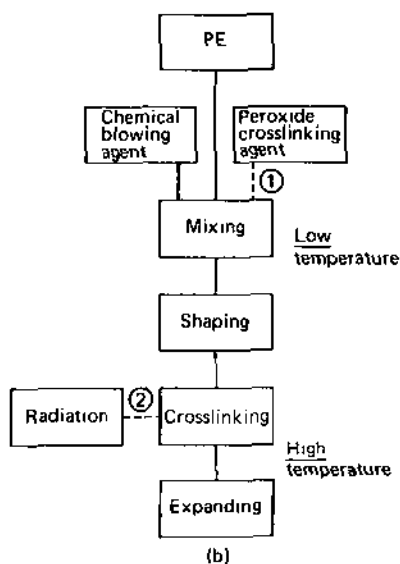 PE
Chemical
blowing
agent
Peroxide
crosslinking
agent
①
Mixing
Low
temperature
Shaping
Radiation
②
Crosslinking
High
temperature
Expanding
(b)